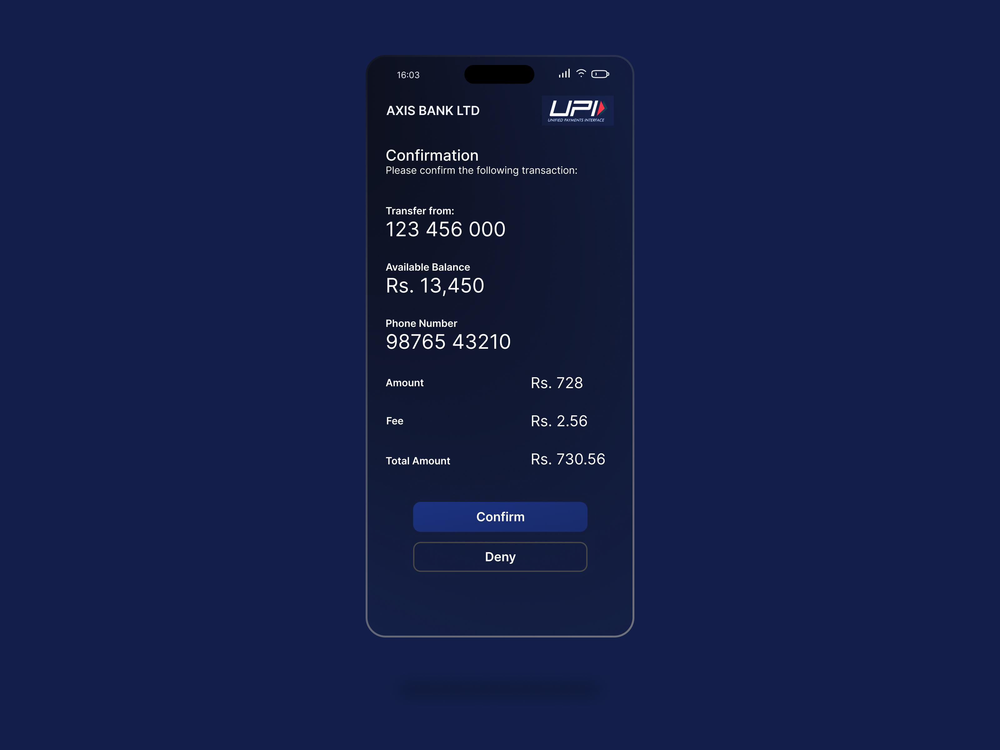 16:03
AXIS BANK LTD
UPI
UNIFIED PAYMENTS INTERFACE
Confirmation
Please confirm the following transaction:
Transfer from:
123 456 000
Available Balance
Rs. 13,450
Phone Number
98765 43210
Amount Rs. 728
Fee Rs. 2.56
Total Amount Rs. 730.56
Confirm
Deny